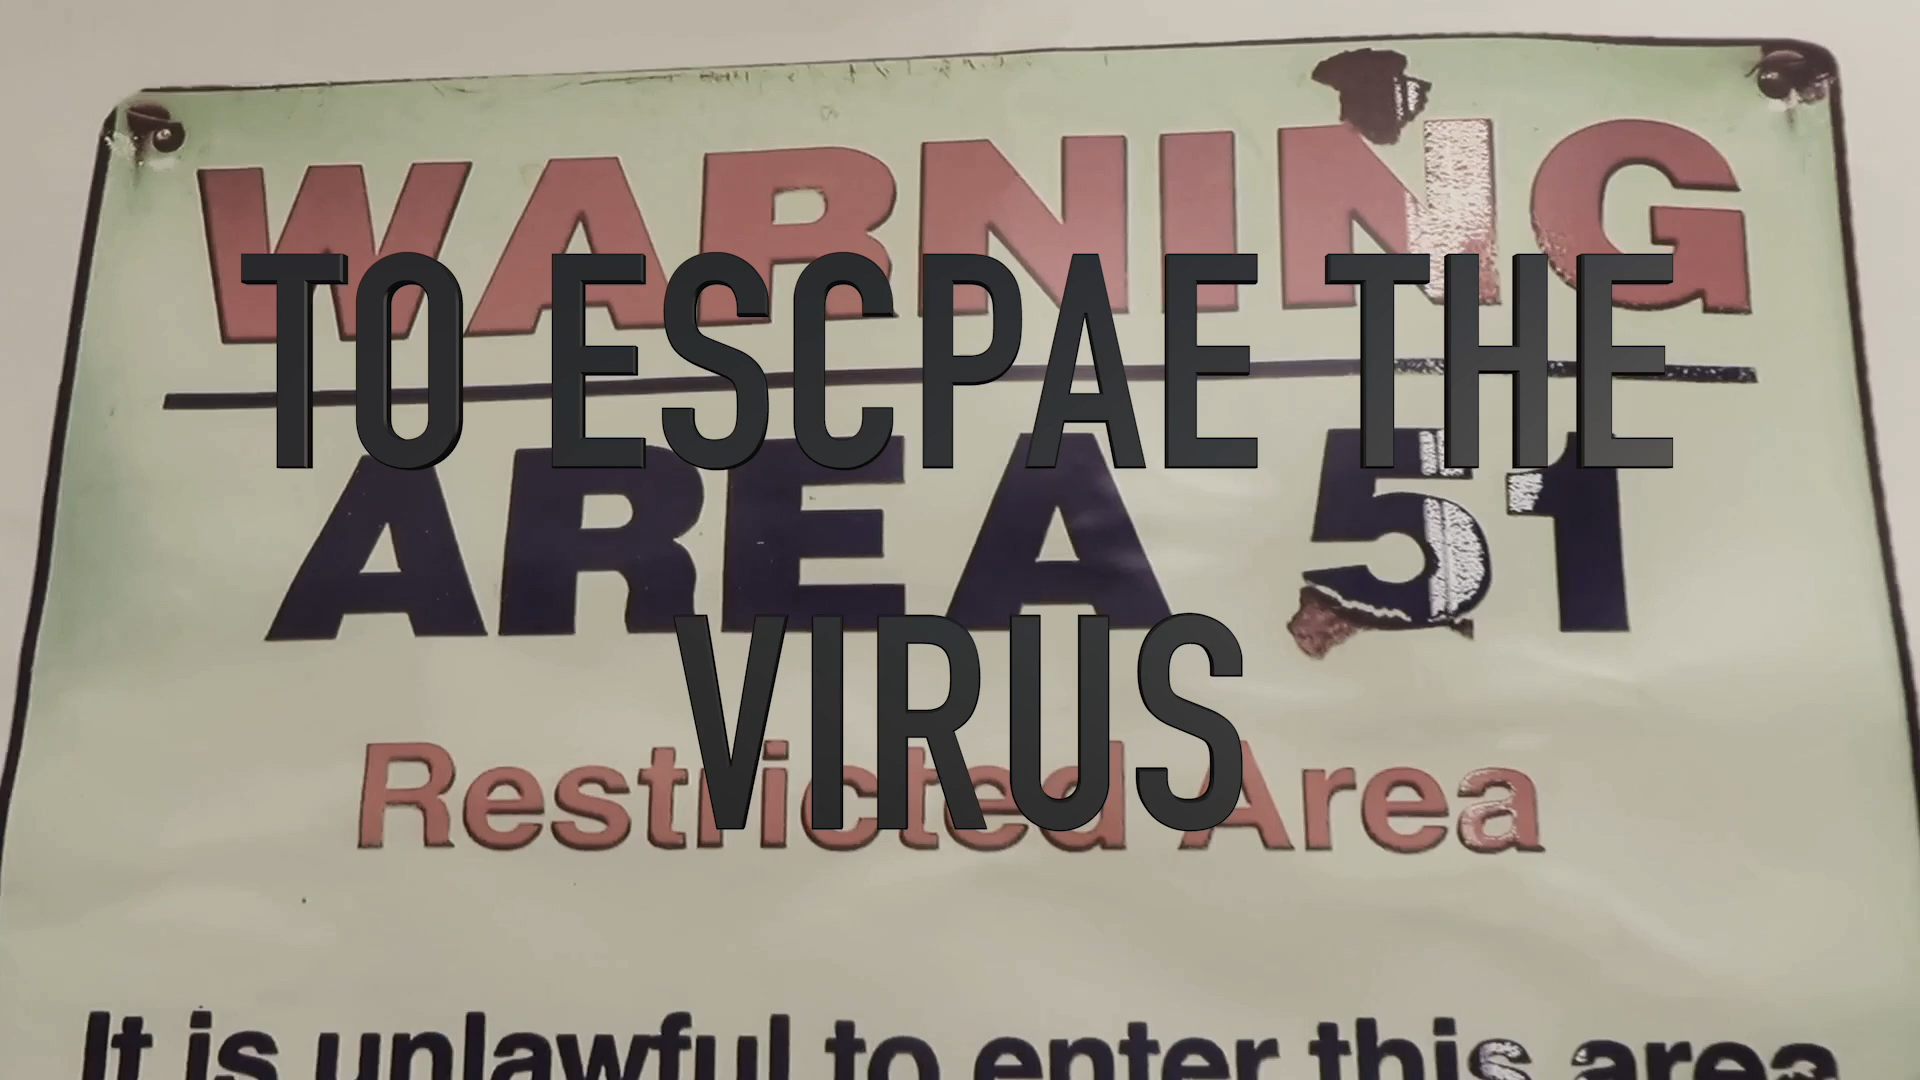 WARNING
TO ESCPAE THE
AREA 51
VIRUS
Restricted Area
It is unlawful to enter this area